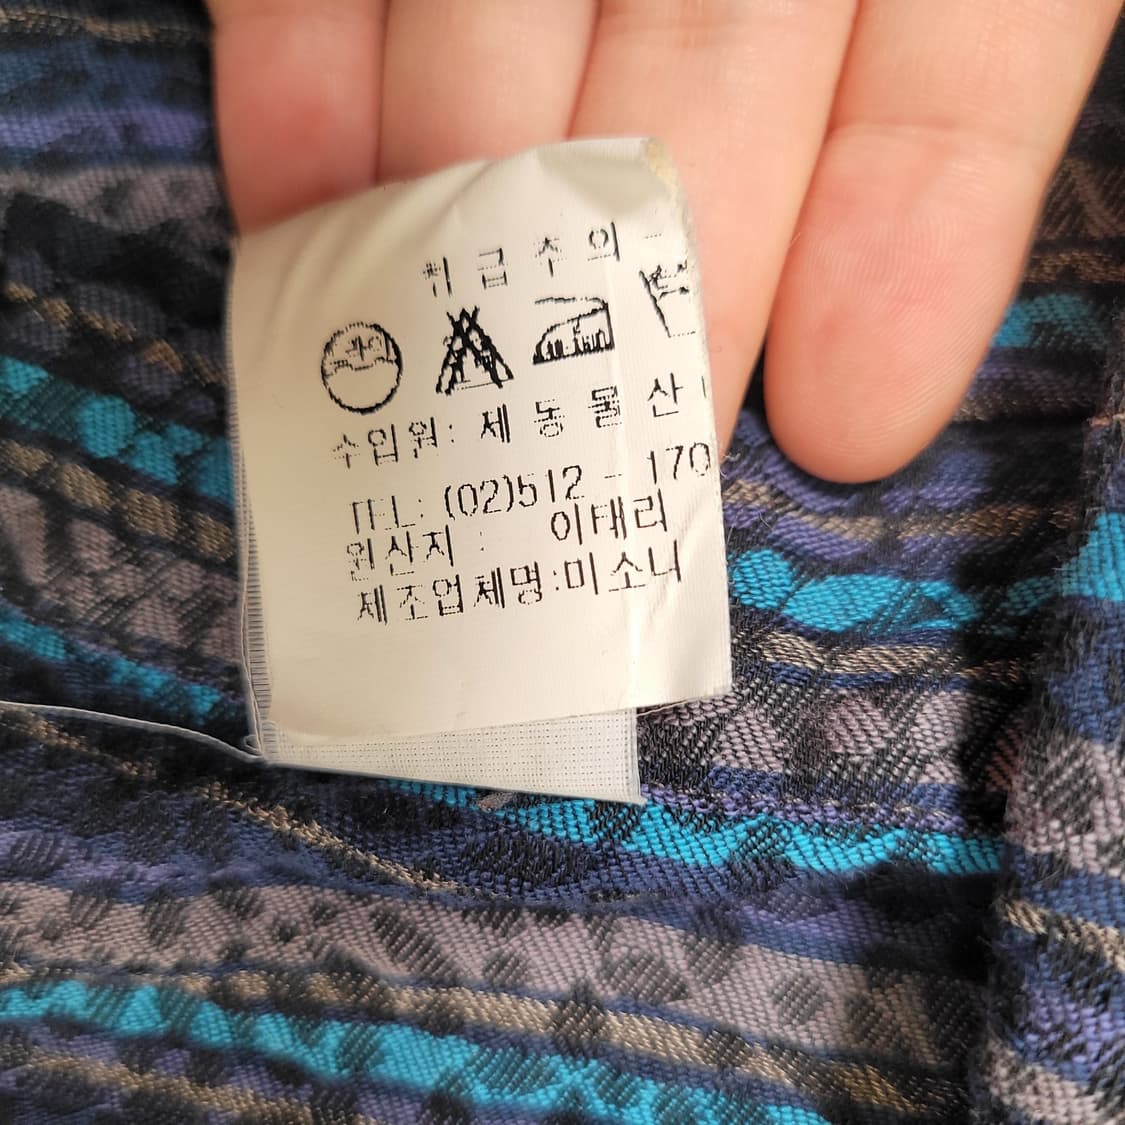 취급주의
수입원: 제동물산
TEL: (02)512-170
원산지 : 이태리
제조업체명:미소니